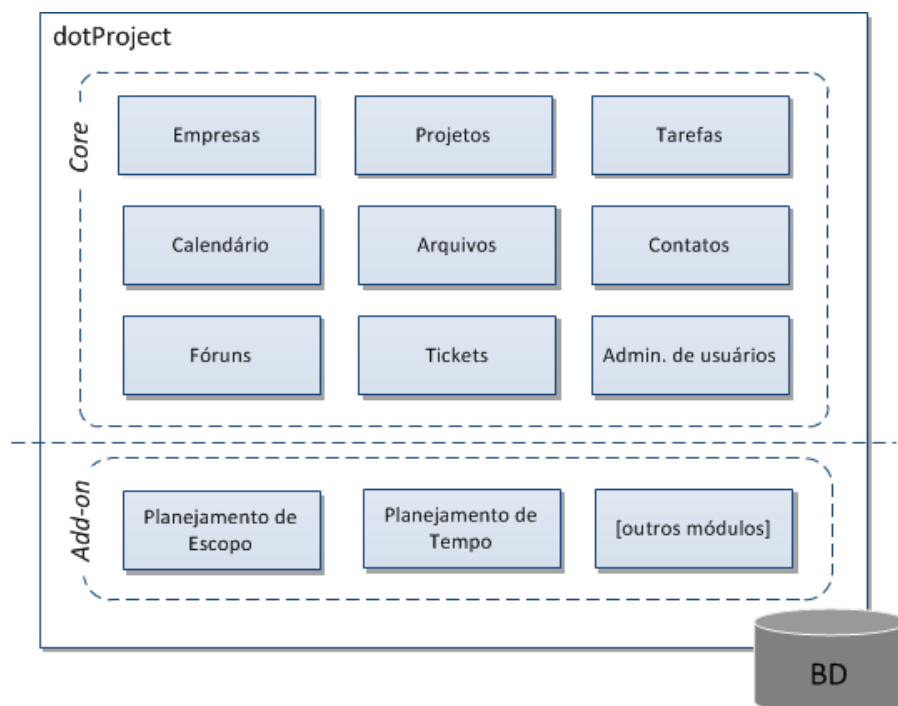 dotProject
Core
Empresas
Projetos
Tarefas
Calendário
Arquivos
Contatos
Fóruns
Tickets
Admin. de usuários
Add-on
Planejamento de
Escopo
Planejamento de
Tempo
[outros módulos]
BD